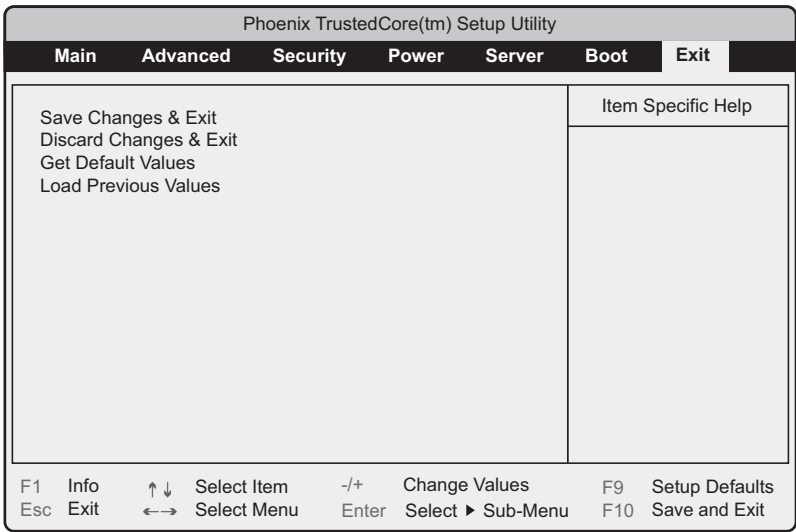 Phoenix TrustedCore(tm) Setup Utility
Main Advanced Security Power Server Boot Exit
Save Changes & Exit
Discard Changes & Exit
Get Default Values
Load Previous Values
Item Specific Help
F1 Info ↑↓ Select Item -/+ Change Values F9 Setup Defaults
Esc Exit ←→ Select Menu Enter Select ▶ Sub-Menu F10 Save and Exit